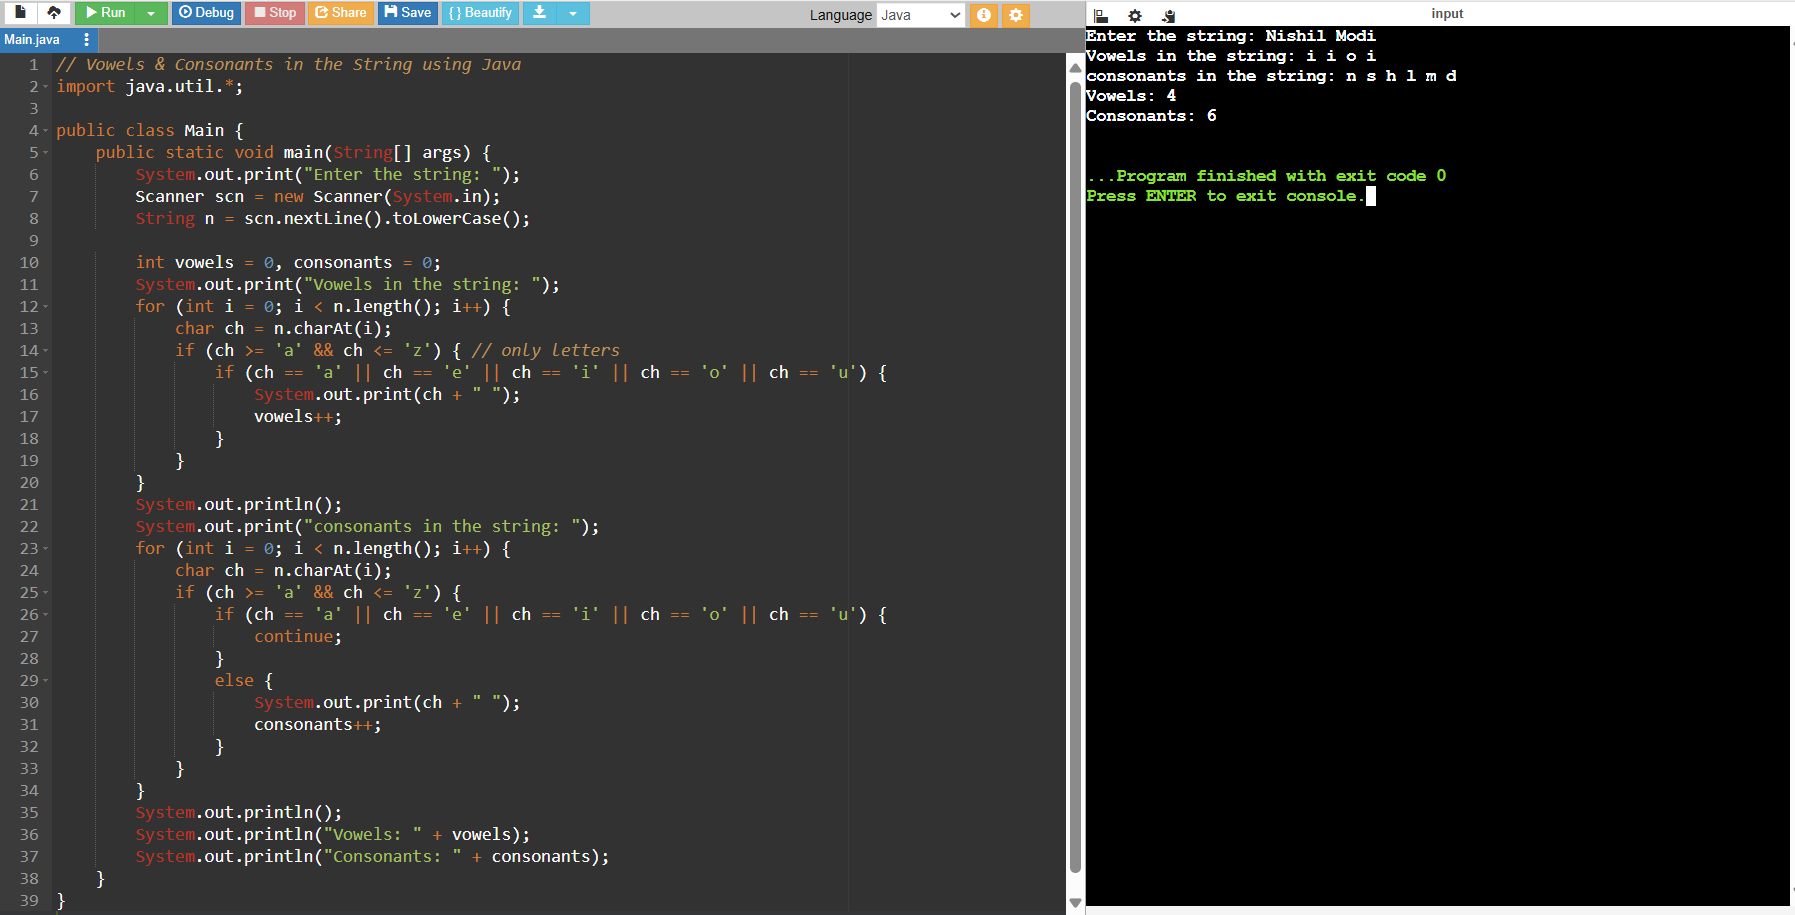 Run Debug Stop Share Save { } Beautify Language Java
Main.java
1 // Vowels & Consonants in the String using Java
2 import java.util.*;
3
4 public class Main {
5     public static void main(String[] args) {
6         System.out.print("Enter the string: ");
7         Scanner scn = new Scanner(System.in);
8         String n = scn.nextLine().toLowerCase();
9
10         int vowels = 0, consonants = 0;
11         System.out.print("Vowels in the string: ");
12         for (int i = 0; i < n.length(); i++) {
13             char ch = n.charAt(i);
14             if (ch >= 'a' && ch <= 'z') { // only letters
15                 if (ch == 'a' || ch == 'e' || ch == 'i' || ch == 'o' || ch == 'u') {
16                     System.out.print(ch + " ");
17                     vowels++;
18                 }
19             }
20         }
21         System.out.println();
22         System.out.print("consonants in the string: ");
23         for (int i = 0; i < n.length(); i++) {
24             char ch = n.charAt(i);
25             if (ch >= 'a' && ch <= 'z') {
26                 if (ch == 'a' || ch == 'e' || ch == 'i' || ch == 'o' || ch == 'u') {
27                     continue;
28                 }
29                 else {
30                     System.out.print(ch + " ");
31                     consonants++;
32                 }
33             }
34         }
35         System.out.println();
36         System.out.println("Vowels: " + vowels);
37         System.out.println("Consonants: " + consonants);
38     }
39 }
input
Enter the string: Nishil Modi
Vowels in the string: i i o i
consonants in the string: n s h l m d
Vowels: 4
Consonants: 6
...Program finished with exit code 0
Press ENTER to exit console.